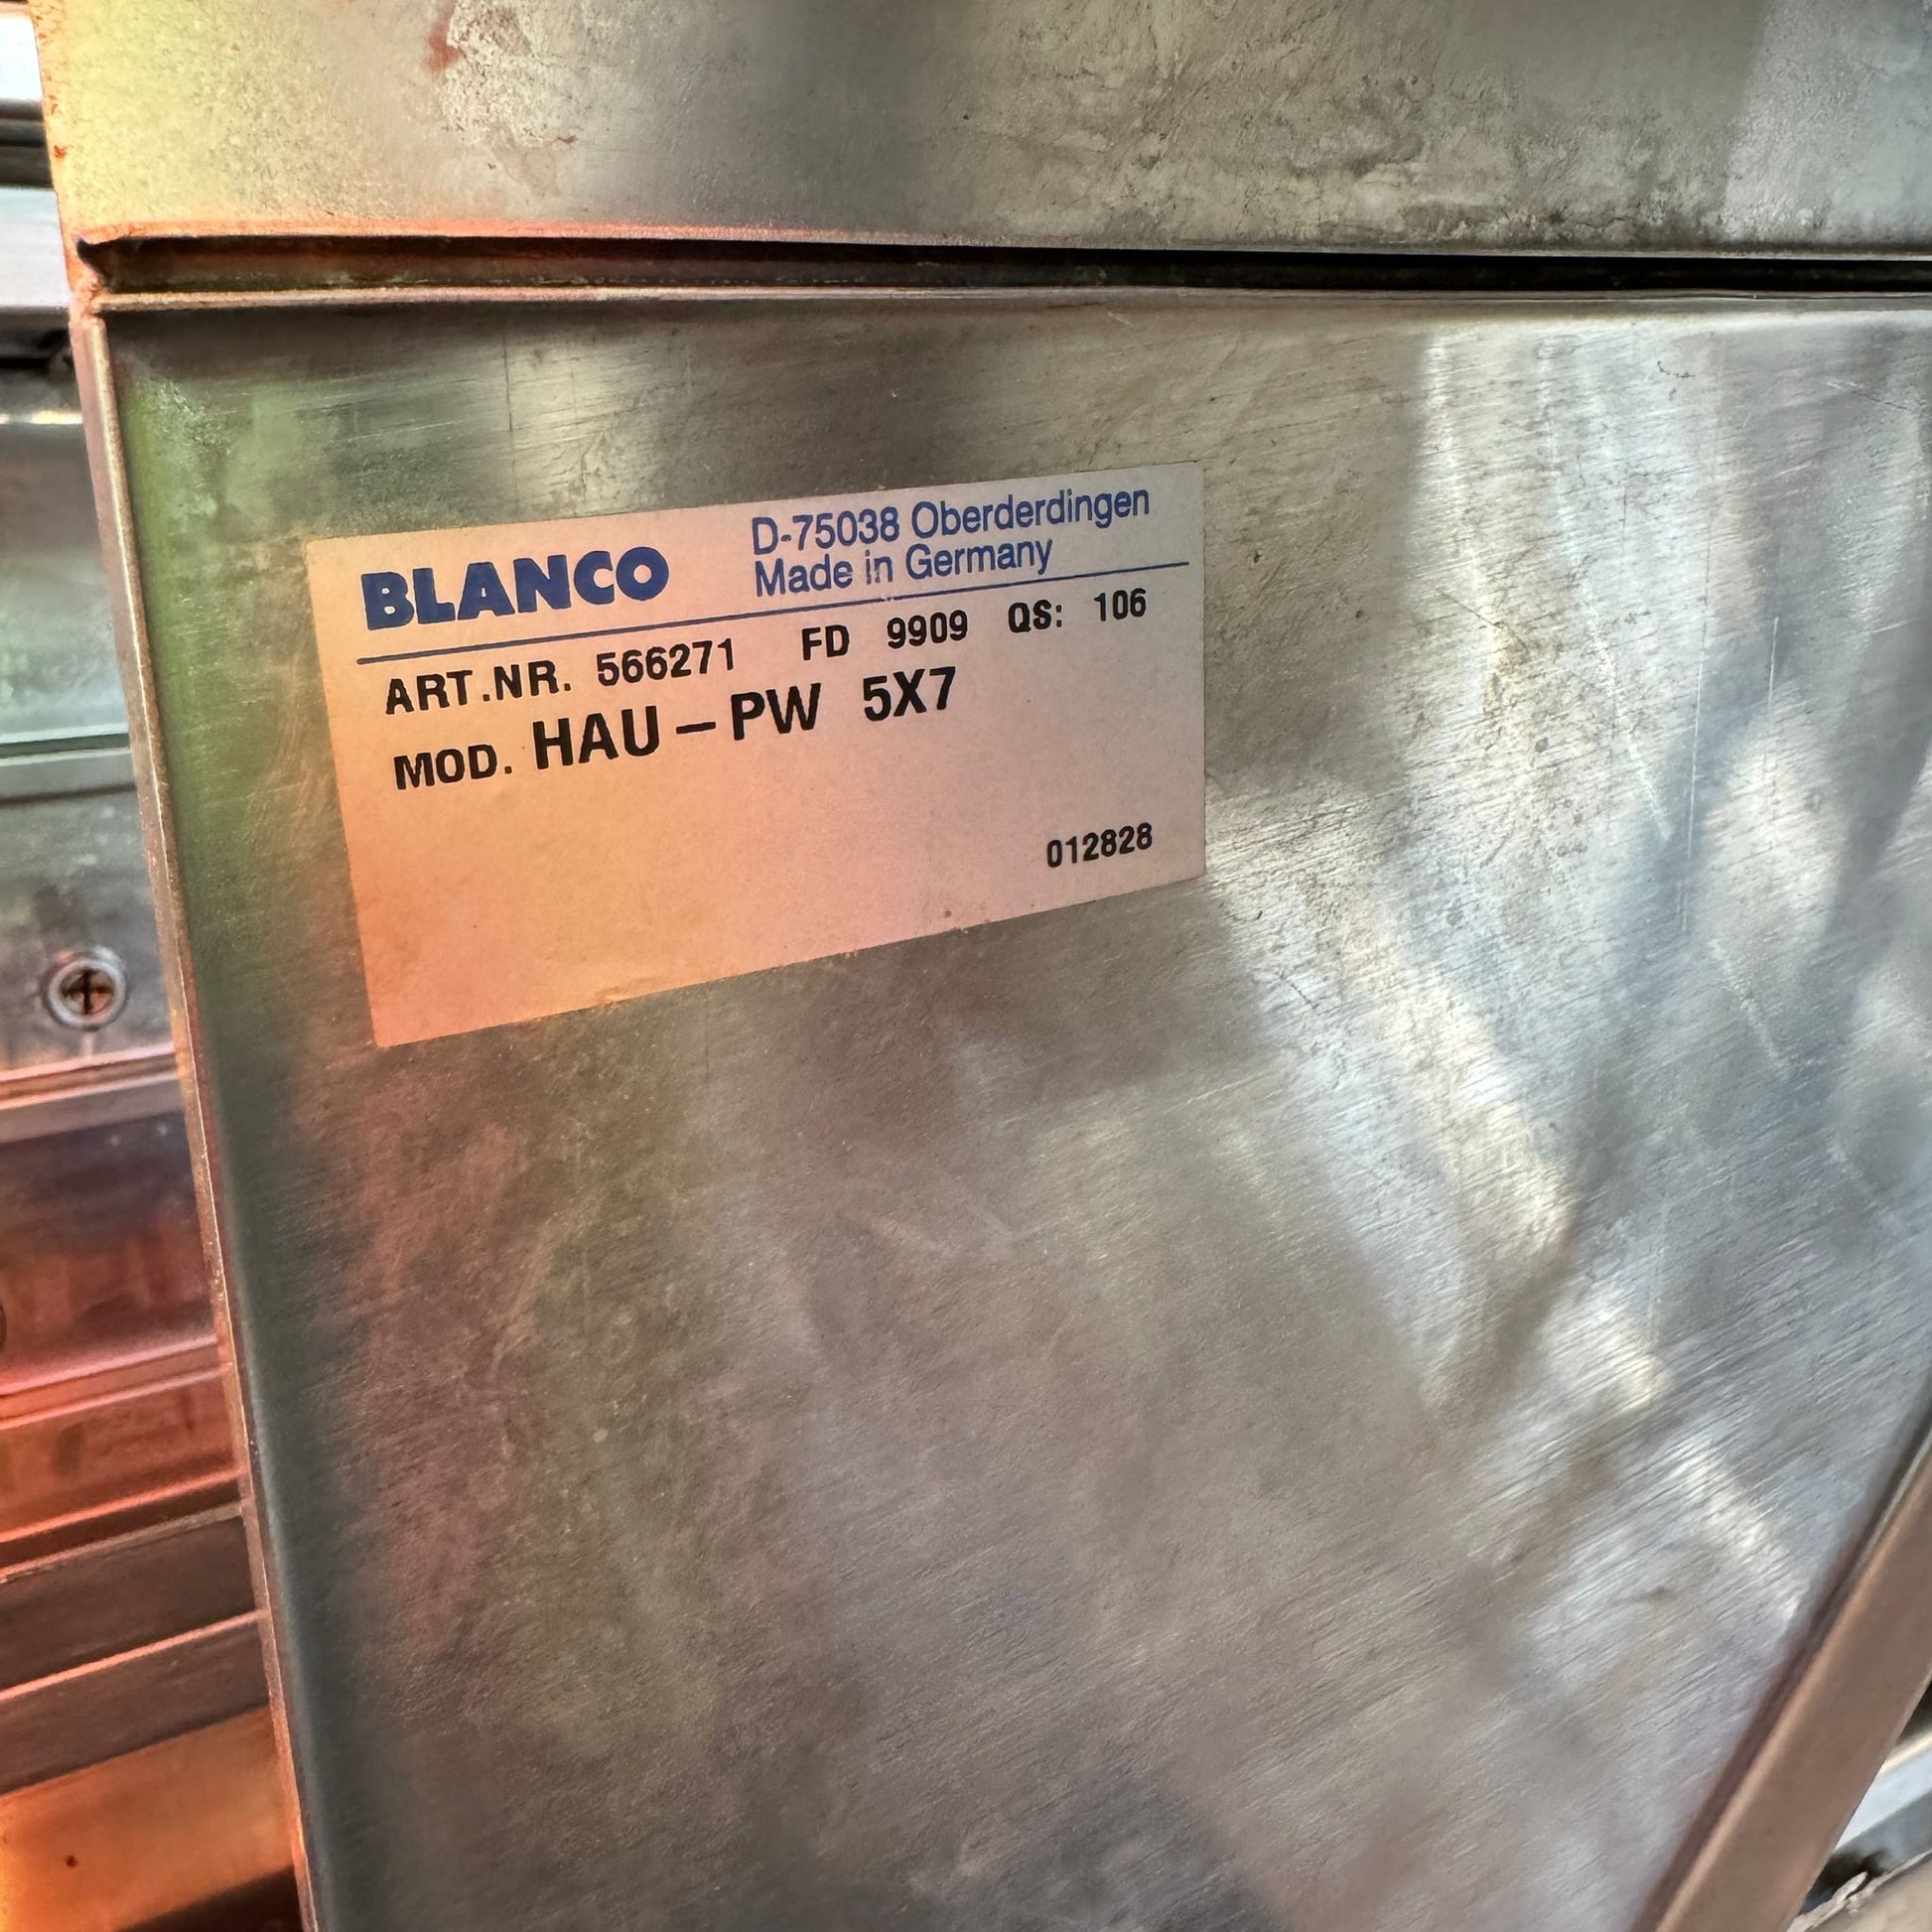 BLANCO
D-75038 Oberderdingen
Made in Germany
ART.NR. 566271 FD 9909 QS: 106
MOD. HAU-PW 5X7
012828